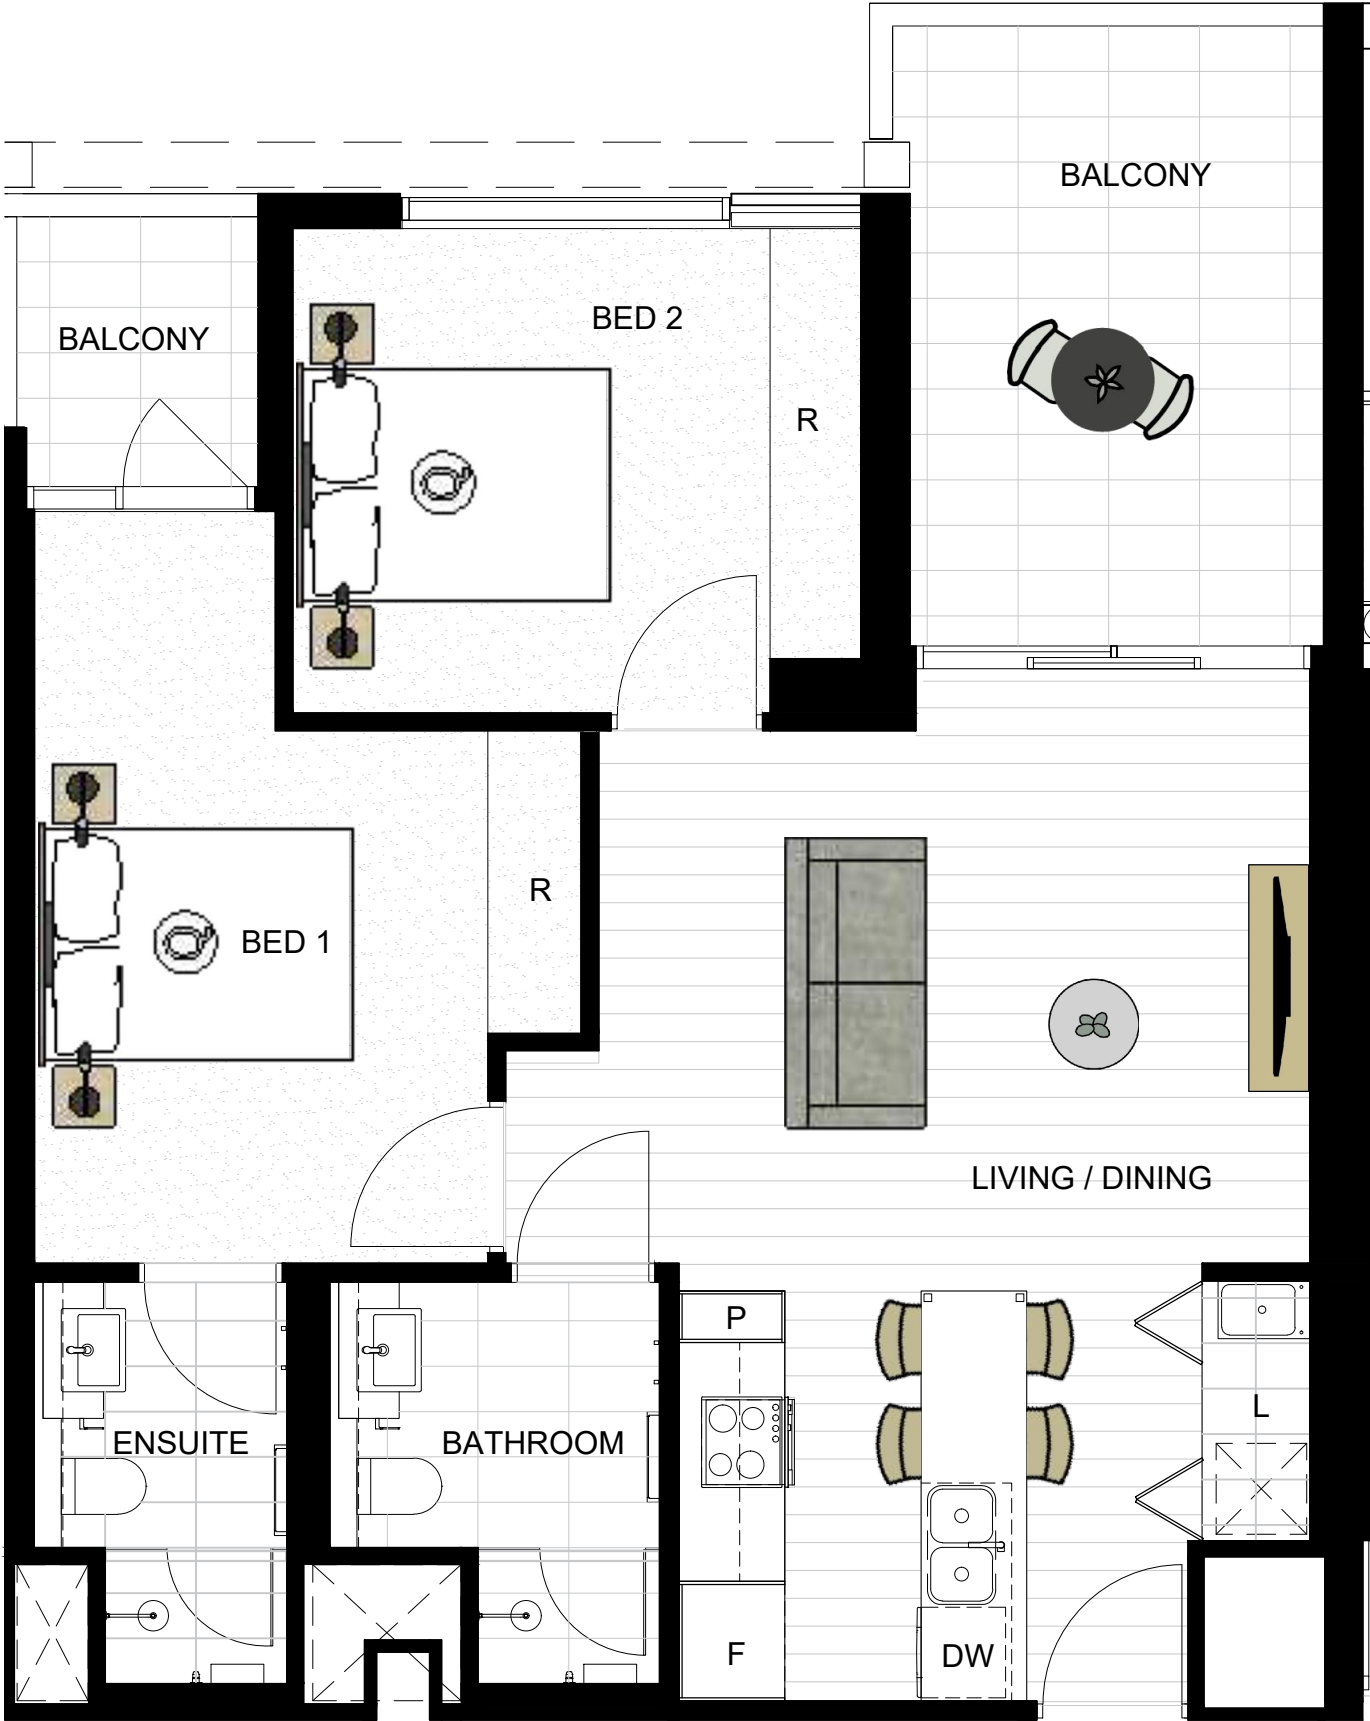 BALCONY
BED 2
BALCONY
R
R
BED 1
LIVING / DINING
P
L
ENSUITE
BATHROOM
F
DW